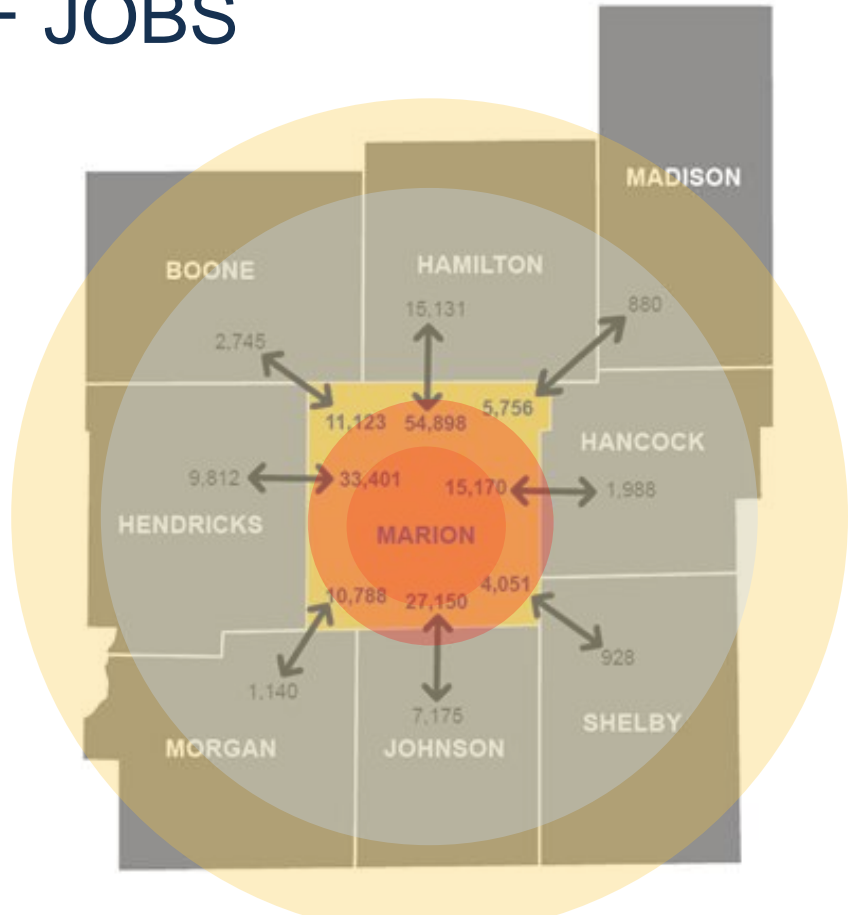 JOBS
MADISON
HAMILTON
BOONE
880
15,131
2,745
5,756
11,123
54,898
HANCOCK
9,812
33,401
15,170
1,988
HENDRICKS
MARION
4,051
10,788
27,150
928
1,140
7,175
SHELBY
MORGAN
JOHNSON